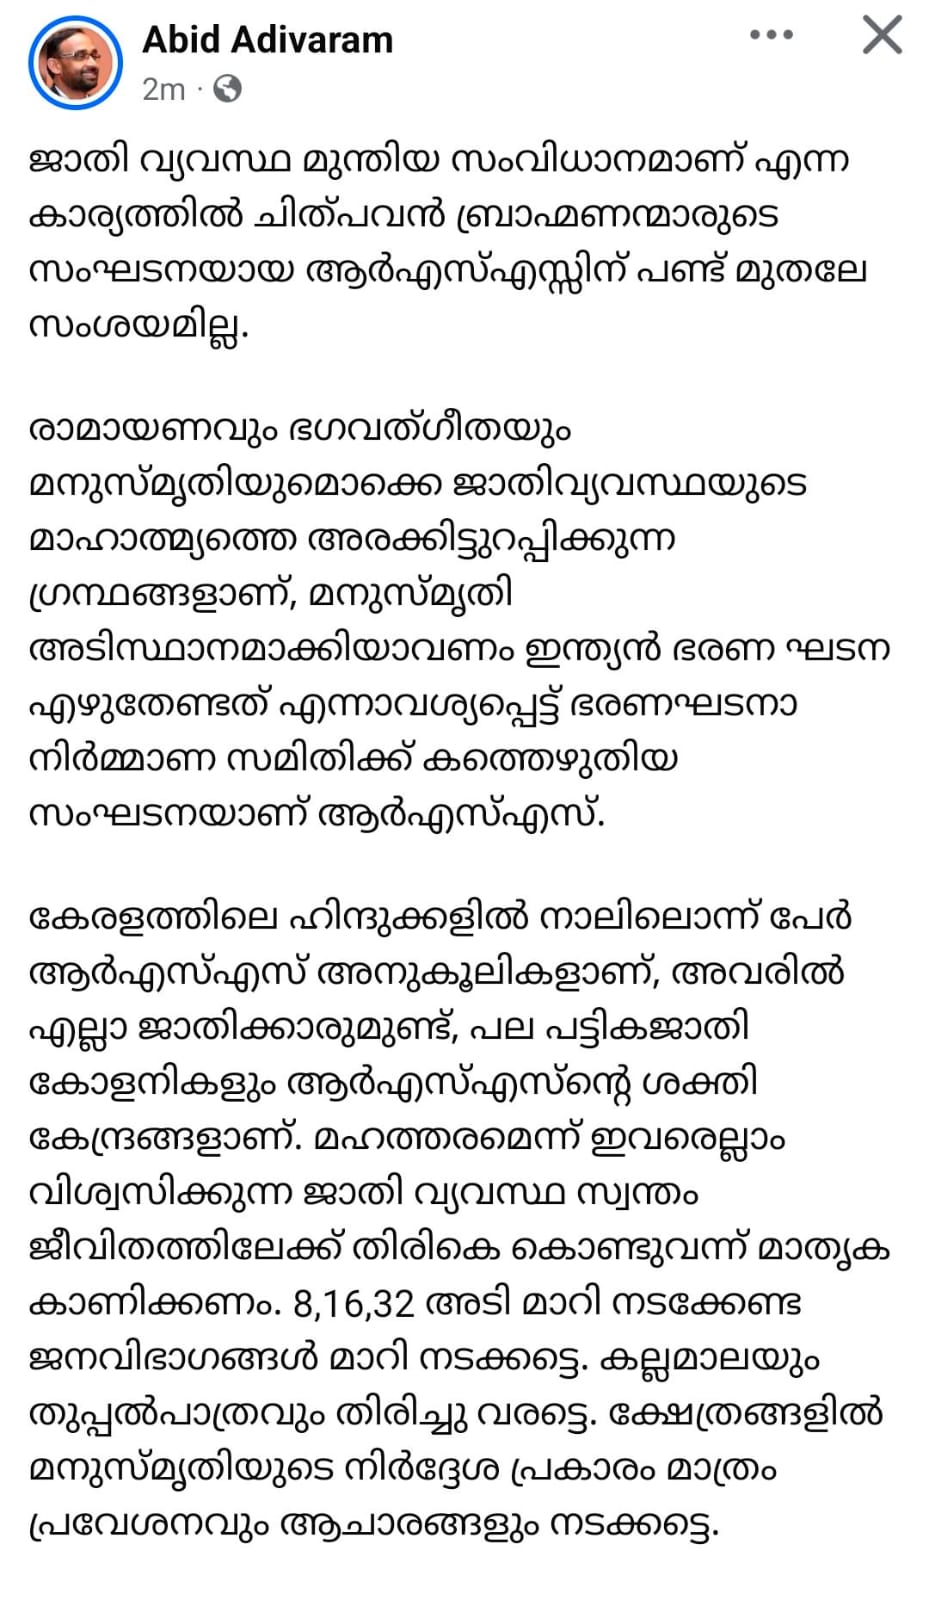 Abid Adivaram
2m ·
ജാതി വ്യവസ്ഥ മുന്തിയ സംവിധാനമാണ് എന്ന
കാര്യത്തിൽ ചിത്പവൻ ബ്രാഹ്മണന്മാരുടെ
സംഘടനയായ ആർഎസ്എസ്സിന് പണ്ട് മുതലേ
സംശയമില്ല.
രാമായണവും ഭഗവത്ഗീതയും
മനുസ്മൃതിയുമൊക്കെ ജാതിവ്യവസ്ഥയുടെ
മാഹാത്മ്യത്തെ അരക്കിട്ടുറപ്പിക്കുന്ന
ഗ്രന്ഥങ്ങളാണ്, മനുസ്മൃതി
അടിസ്ഥാനമാക്കിയാവണം ഇന്ത്യൻ ഭരണ ഘടന
എഴുതേണ്ടത് എന്നാവശ്യപ്പെട്ട് ഭരണഘടനാ
നിർമ്മാണ സമിതിക്ക് കത്തെഴുതിയ
സംഘടനയാണ് ആർഎസ്എസ്.
കേരളത്തിലെ ഹിന്ദുക്കളിൽ നാലിലൊന്ന് പേർ
ആർഎസ്എസ് അനുകൂലികളാണ്, അവരിൽ
എല്ലാ ജാതിക്കാരുമുണ്ട്, പല പട്ടികജാതി
കോളനികളും ആർഎസ്എസ്ന്റെ ശക്തി
കേന്ദ്രങ്ങളാണ്. മഹത്തരമെന്ന് ഇവരെല്ലാം
വിശ്വസിക്കുന്ന ജാതി വ്യവസ്ഥ സ്വന്തം
ജീവിതത്തിലേക്ക് തിരികെ കൊണ്ടുവന്ന് മാതൃക
കാണിക്കണം. 8,16,32 അടി മാറി നടക്കേണ്ട
ജനവിഭാഗങ്ങൾ മാറി നടക്കട്ടെ. കല്ലമാലയും
തുപ്പൽപാത്രവും തിരിച്ചു വരട്ടെ. ക്ഷേത്രങ്ങളിൽ
മനുസ്മൃതിയുടെ നിർദ്ദേശ പ്രകാരം മാത്രം
പ്രവേശനവും ആചാരങ്ങളും നടക്കട്ടെ.